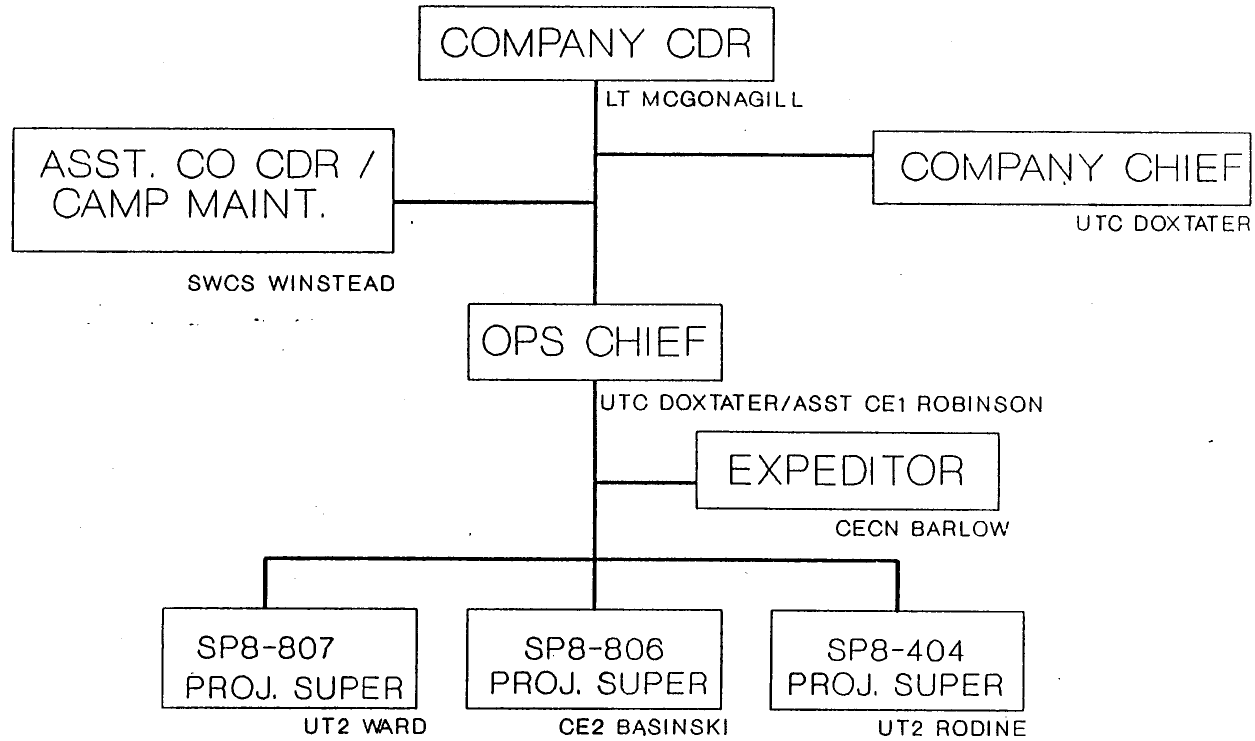 COMPANY CDR
LT MCGONAGILL
ASST. CO CDR /
CAMP MAINT.
SWCS WINSTEAD
COMPANY CHIEF
UTC DOXTATER
OPS CHIEF
UTC DOXTATER/ASST CE1 ROBINSON
EXPEDITOR
CECN BARLOW
SP8-807
PROJ. SUPER
UT2 WARD
SP8-806
PROJ. SUPER
CE2 BASINSKI
SP8-404
PROJ. SUPER
UT2 RODINE